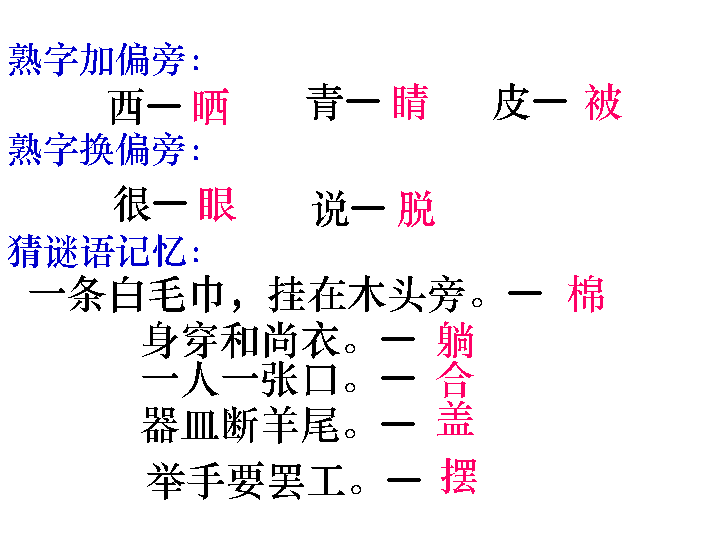 熟字加偏旁：
西— 晒 青— 睛 皮— 被
熟字换偏旁：
很— 眼 说— 脱
猜谜语记忆：
一条白毛巾，挂在木头旁。— 棉
身穿和尚衣。— 躺
一人一张口。— 合
器皿断羊尾。— 盖
举手要罢工。— 摆